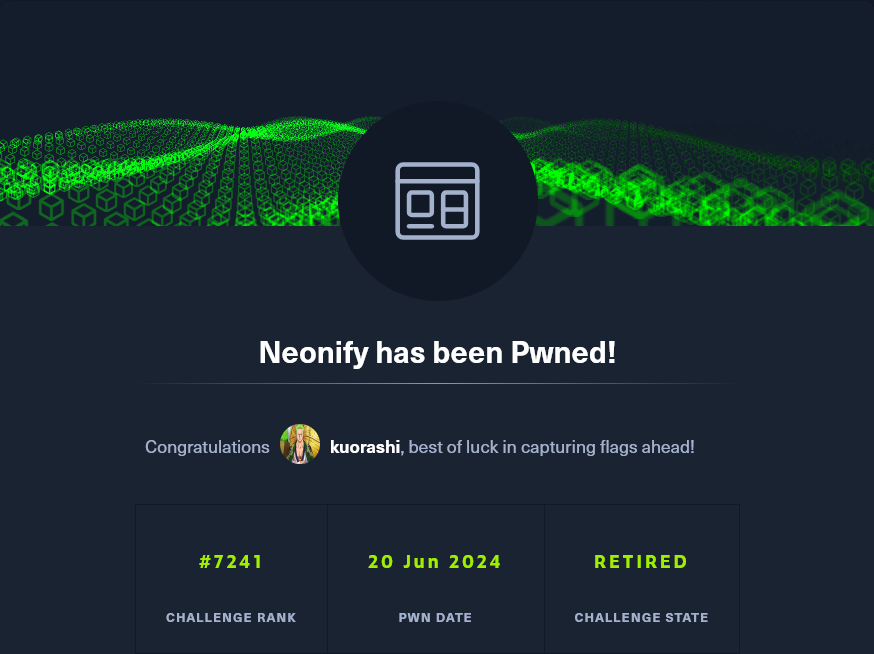 Neonify has been Pwned!
Congratulations kuorashi, best of luck in capturing flags ahead!
#7241 20 Jun 2024 RETIRED
CHALLENGE RANK PWN DATE CHALLENGE STATE